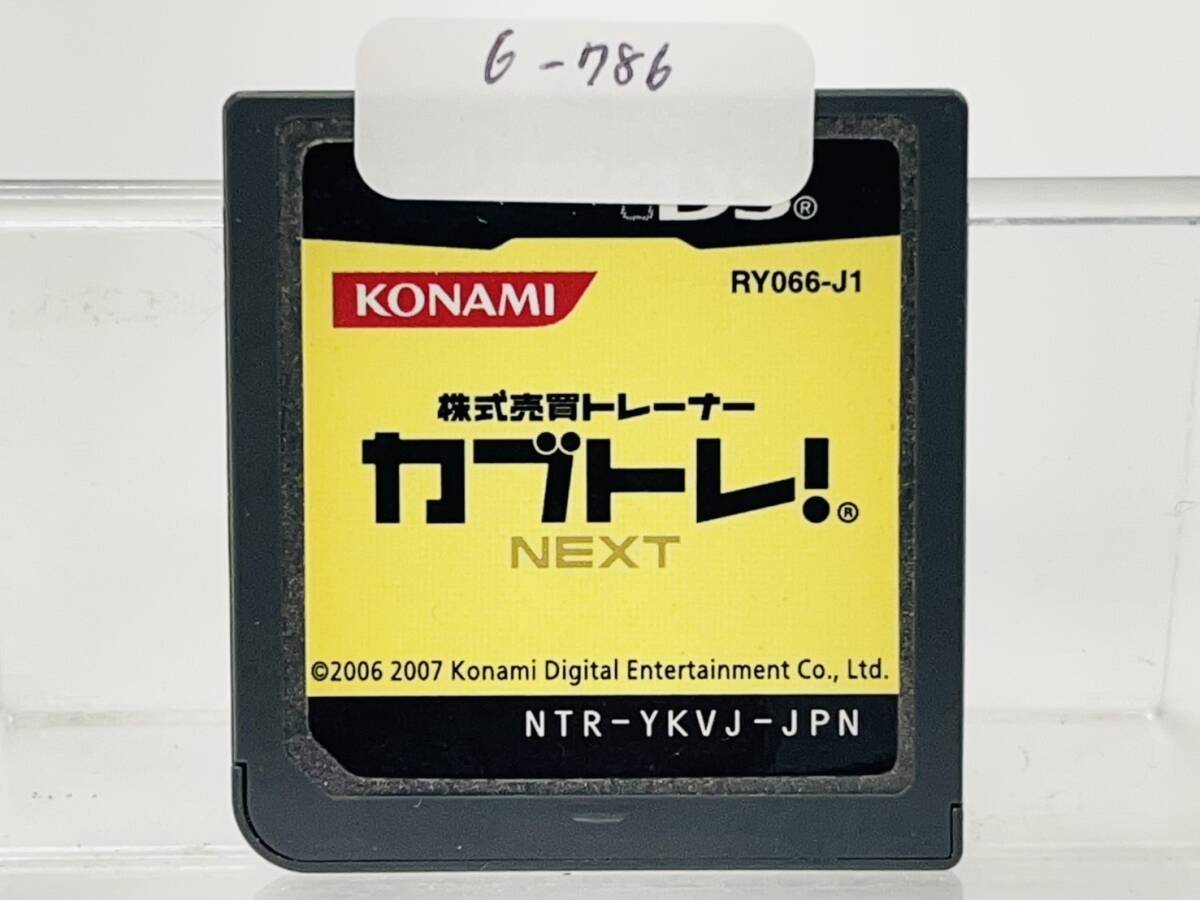 6-786
DS®
KONAMI
RY066-J1
株式売買トレーナー
カブトレ!®
NEXT
©2006 2007 Konami Digital Entertainment Co., Ltd.
NTR-YKVJ-JPN